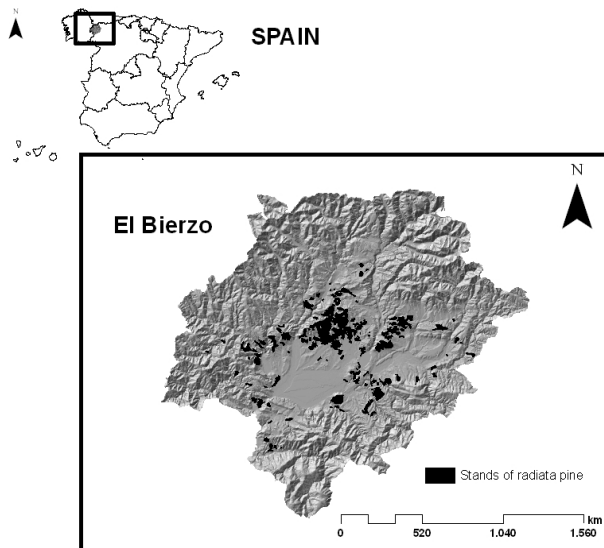 N
SPAIN
N
El Bierzo
Stands of radiata pine
km
0 520 1.040 1.560